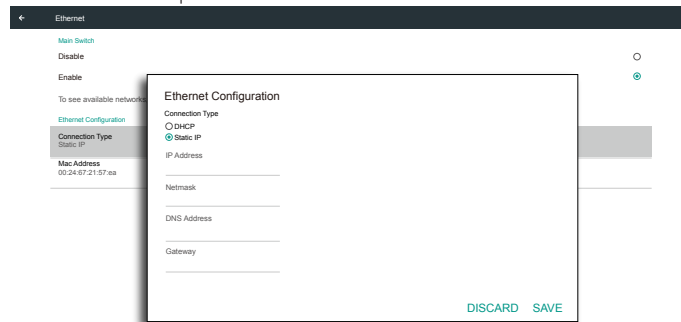 Ethernet
Main Switch
Disable
Enable
To see available networks
Ethernet Configuration
Connection Type
Static IP
Mac Address
00:24:67:21:57:ea
Ethernet Configuration
Connection Type
DHCP
Static IP
IP Address
Netmask
DNS Address
Gateway
DISCARD SAVE